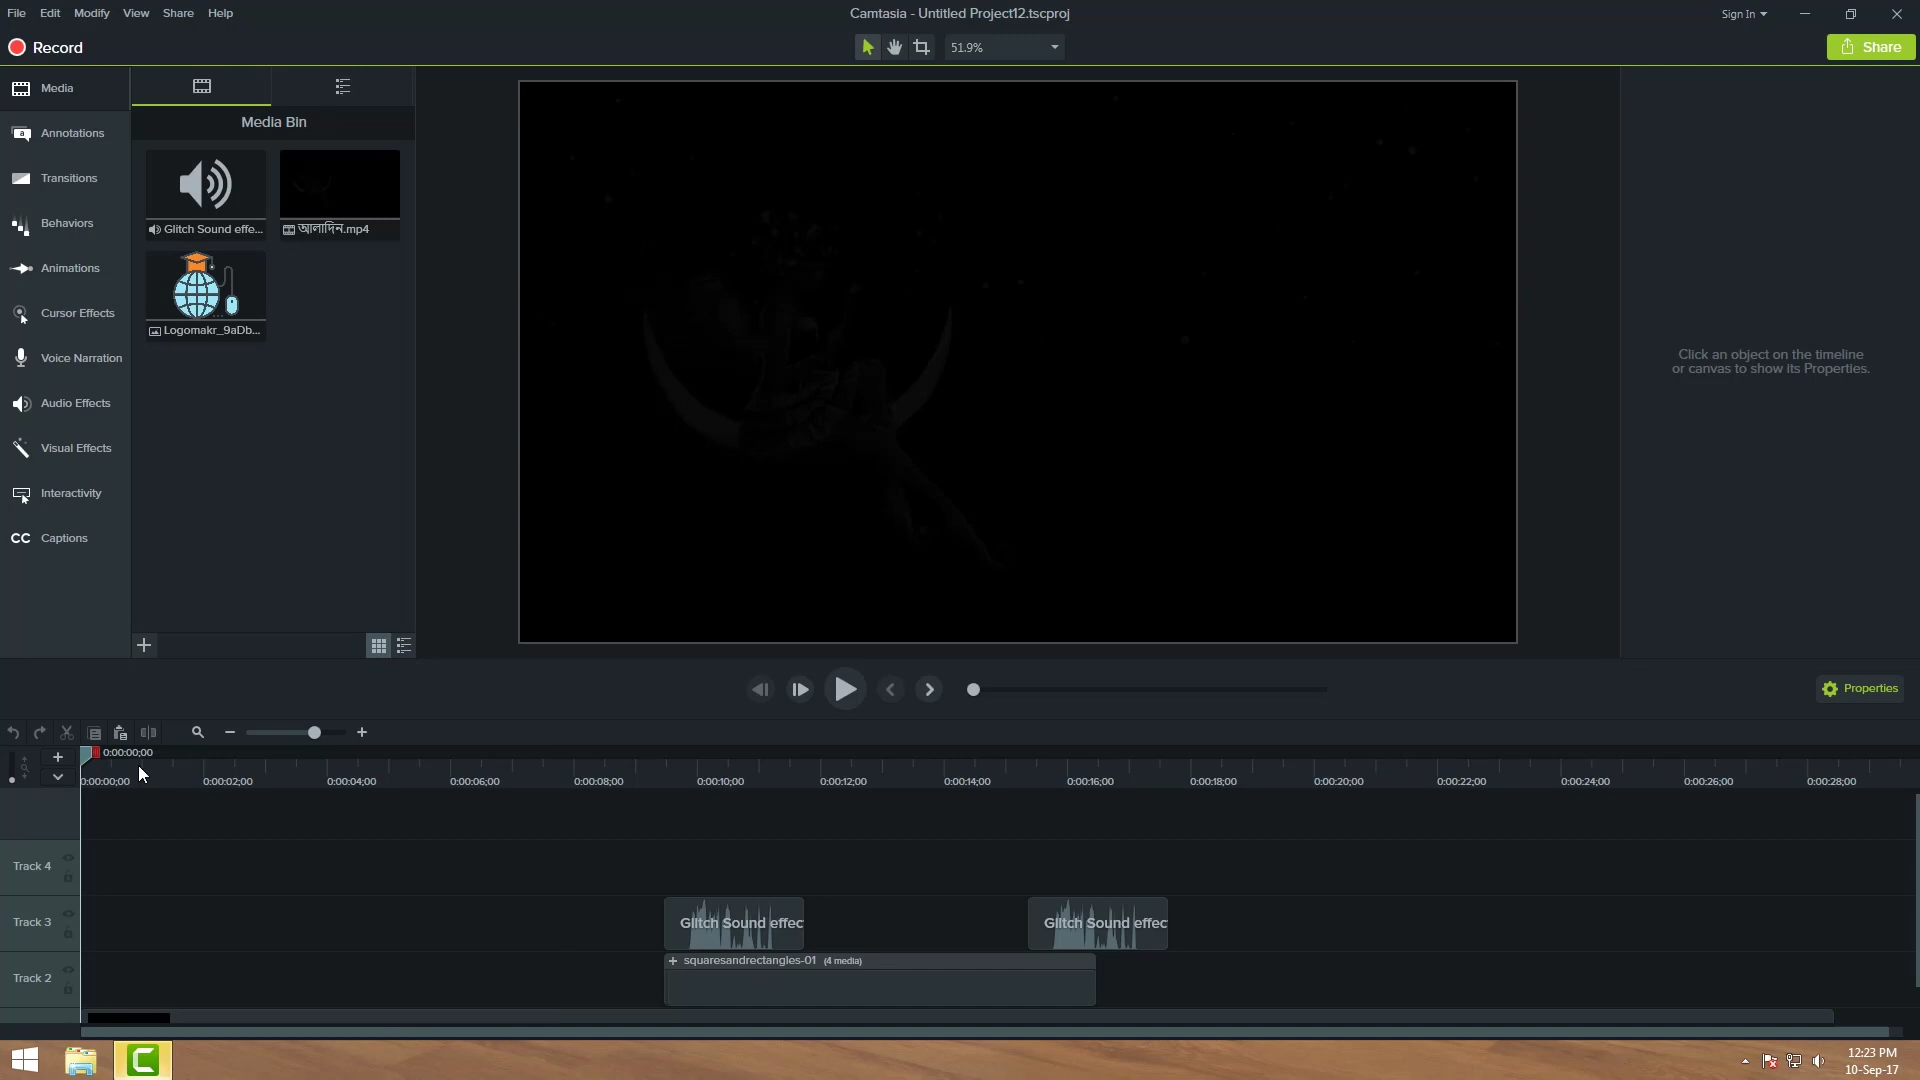 File Edit Modify View Share Help
Camtasia - Untitled Project12.tscproj
Sign In
Record
51.9%
Share
Media
Annotations
Transitions
Behaviors
Animations
Cursor Effects
Voice Narration
Audio Effects
Visual Effects
Interactivity
CC Captions
Media Bin
Glitch Sound effe...
আলাদিন.mp4
Logomakr_9aDb...
Click an object on the timeline
or canvas to show its Properties.
Properties
0:00:00;00
0:00:00;00 0:00:02;00 0:00:04;00 0:00:06;00 0:00:08;00 0:00:10;00 0:00:12;00 0:00:14;00 0:00:16;00 0:00:18;00 0:00:20;00 0:00:22;00 0:00:24;00 0:00:26;00 0:00:28;00
Track 4
Track 3
Glitch Sound effec
Glitch Sound effec
Track 2
+ squaresandrectangles-01 (4 media)
12:23 PM
10-Sep-17